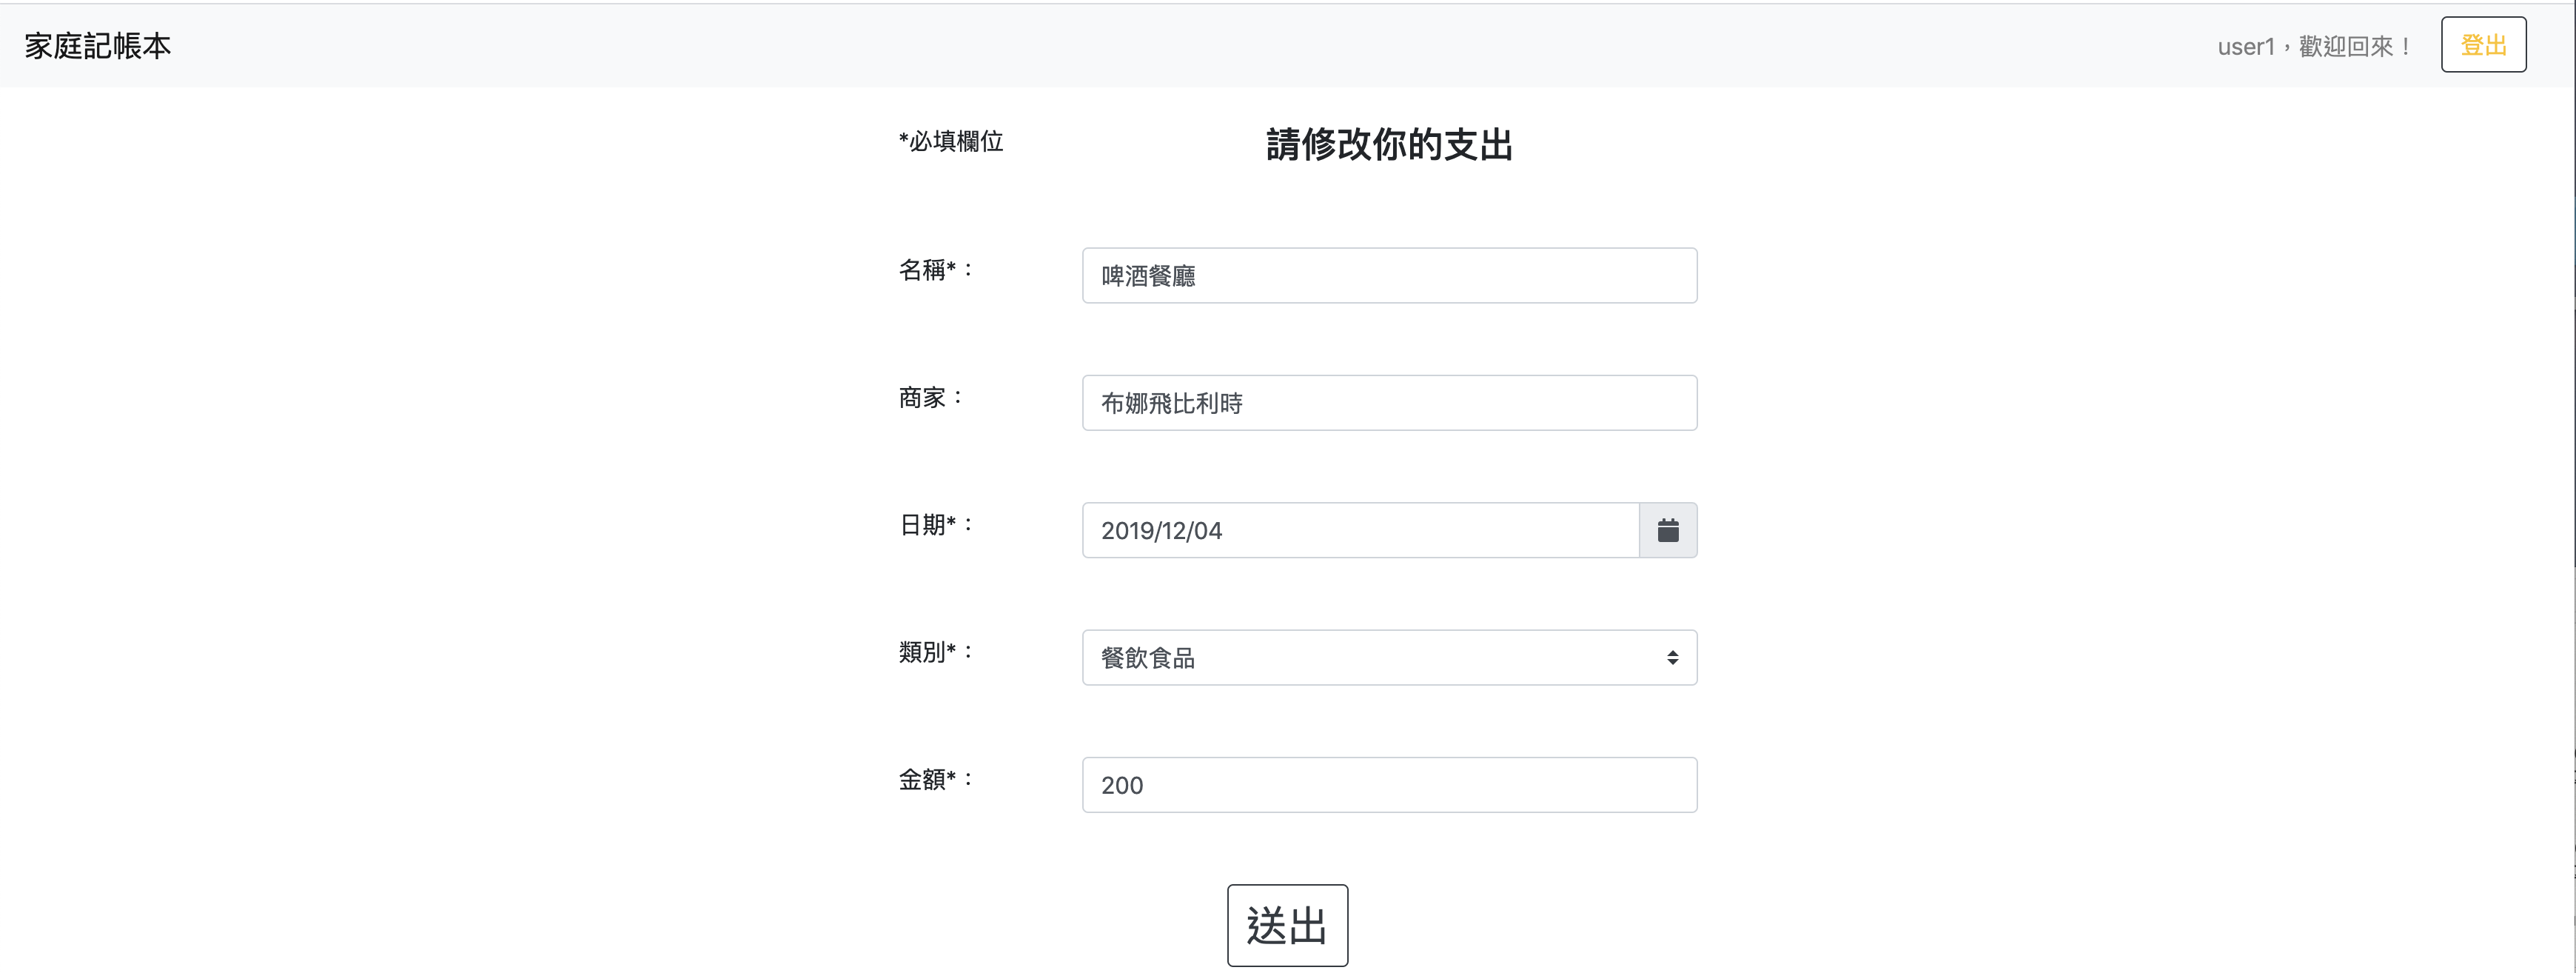 家庭記帳本
user1，歡迎回來！
登出
*必填欄位
請修改你的支出
名稱*：
啤酒餐廳
商家：
布娜飛比利時
日期*：
2019/12/04
類別*：
餐飲食品
金額*：
200
送出